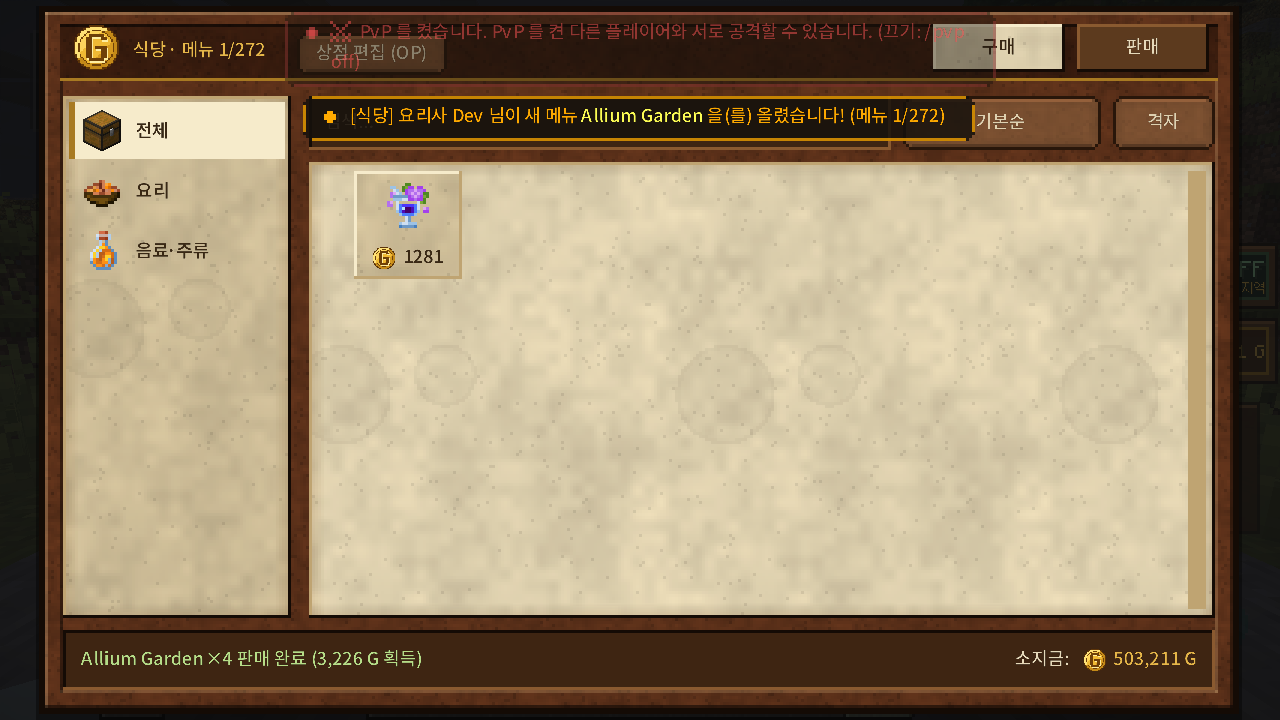 식당 · 메뉴 1/272
PvP 를 켰습니다. PvP 를 켠 다른 플레이어와 서로 공격할 수 있습니다. (끄기: /pvp
off)
상점 편집 (OP)
구매
판매
[식당] 요리사 Dev 님이 새 메뉴 Allium Garden 을(를) 올렸습니다! (메뉴 1/272)
기본순
격자
전체
요리
음료·주류
1281
FF
지역
1 G
Allium Garden ×4 판매 완료 (3,226 G 획득)
소지금: 503,211 G